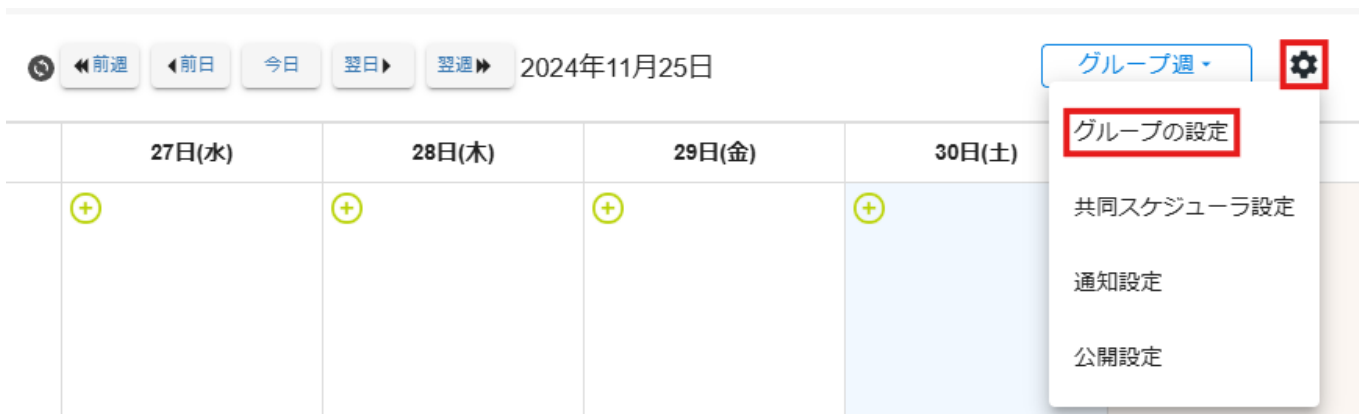 前週 前日 今日 翌日 翌週 2024年11月25日 グループ週
27日(水) 28日(木) 29日(金) 30日(土)
グループの設定
共同スケジューラ設定
通知設定
公開設定